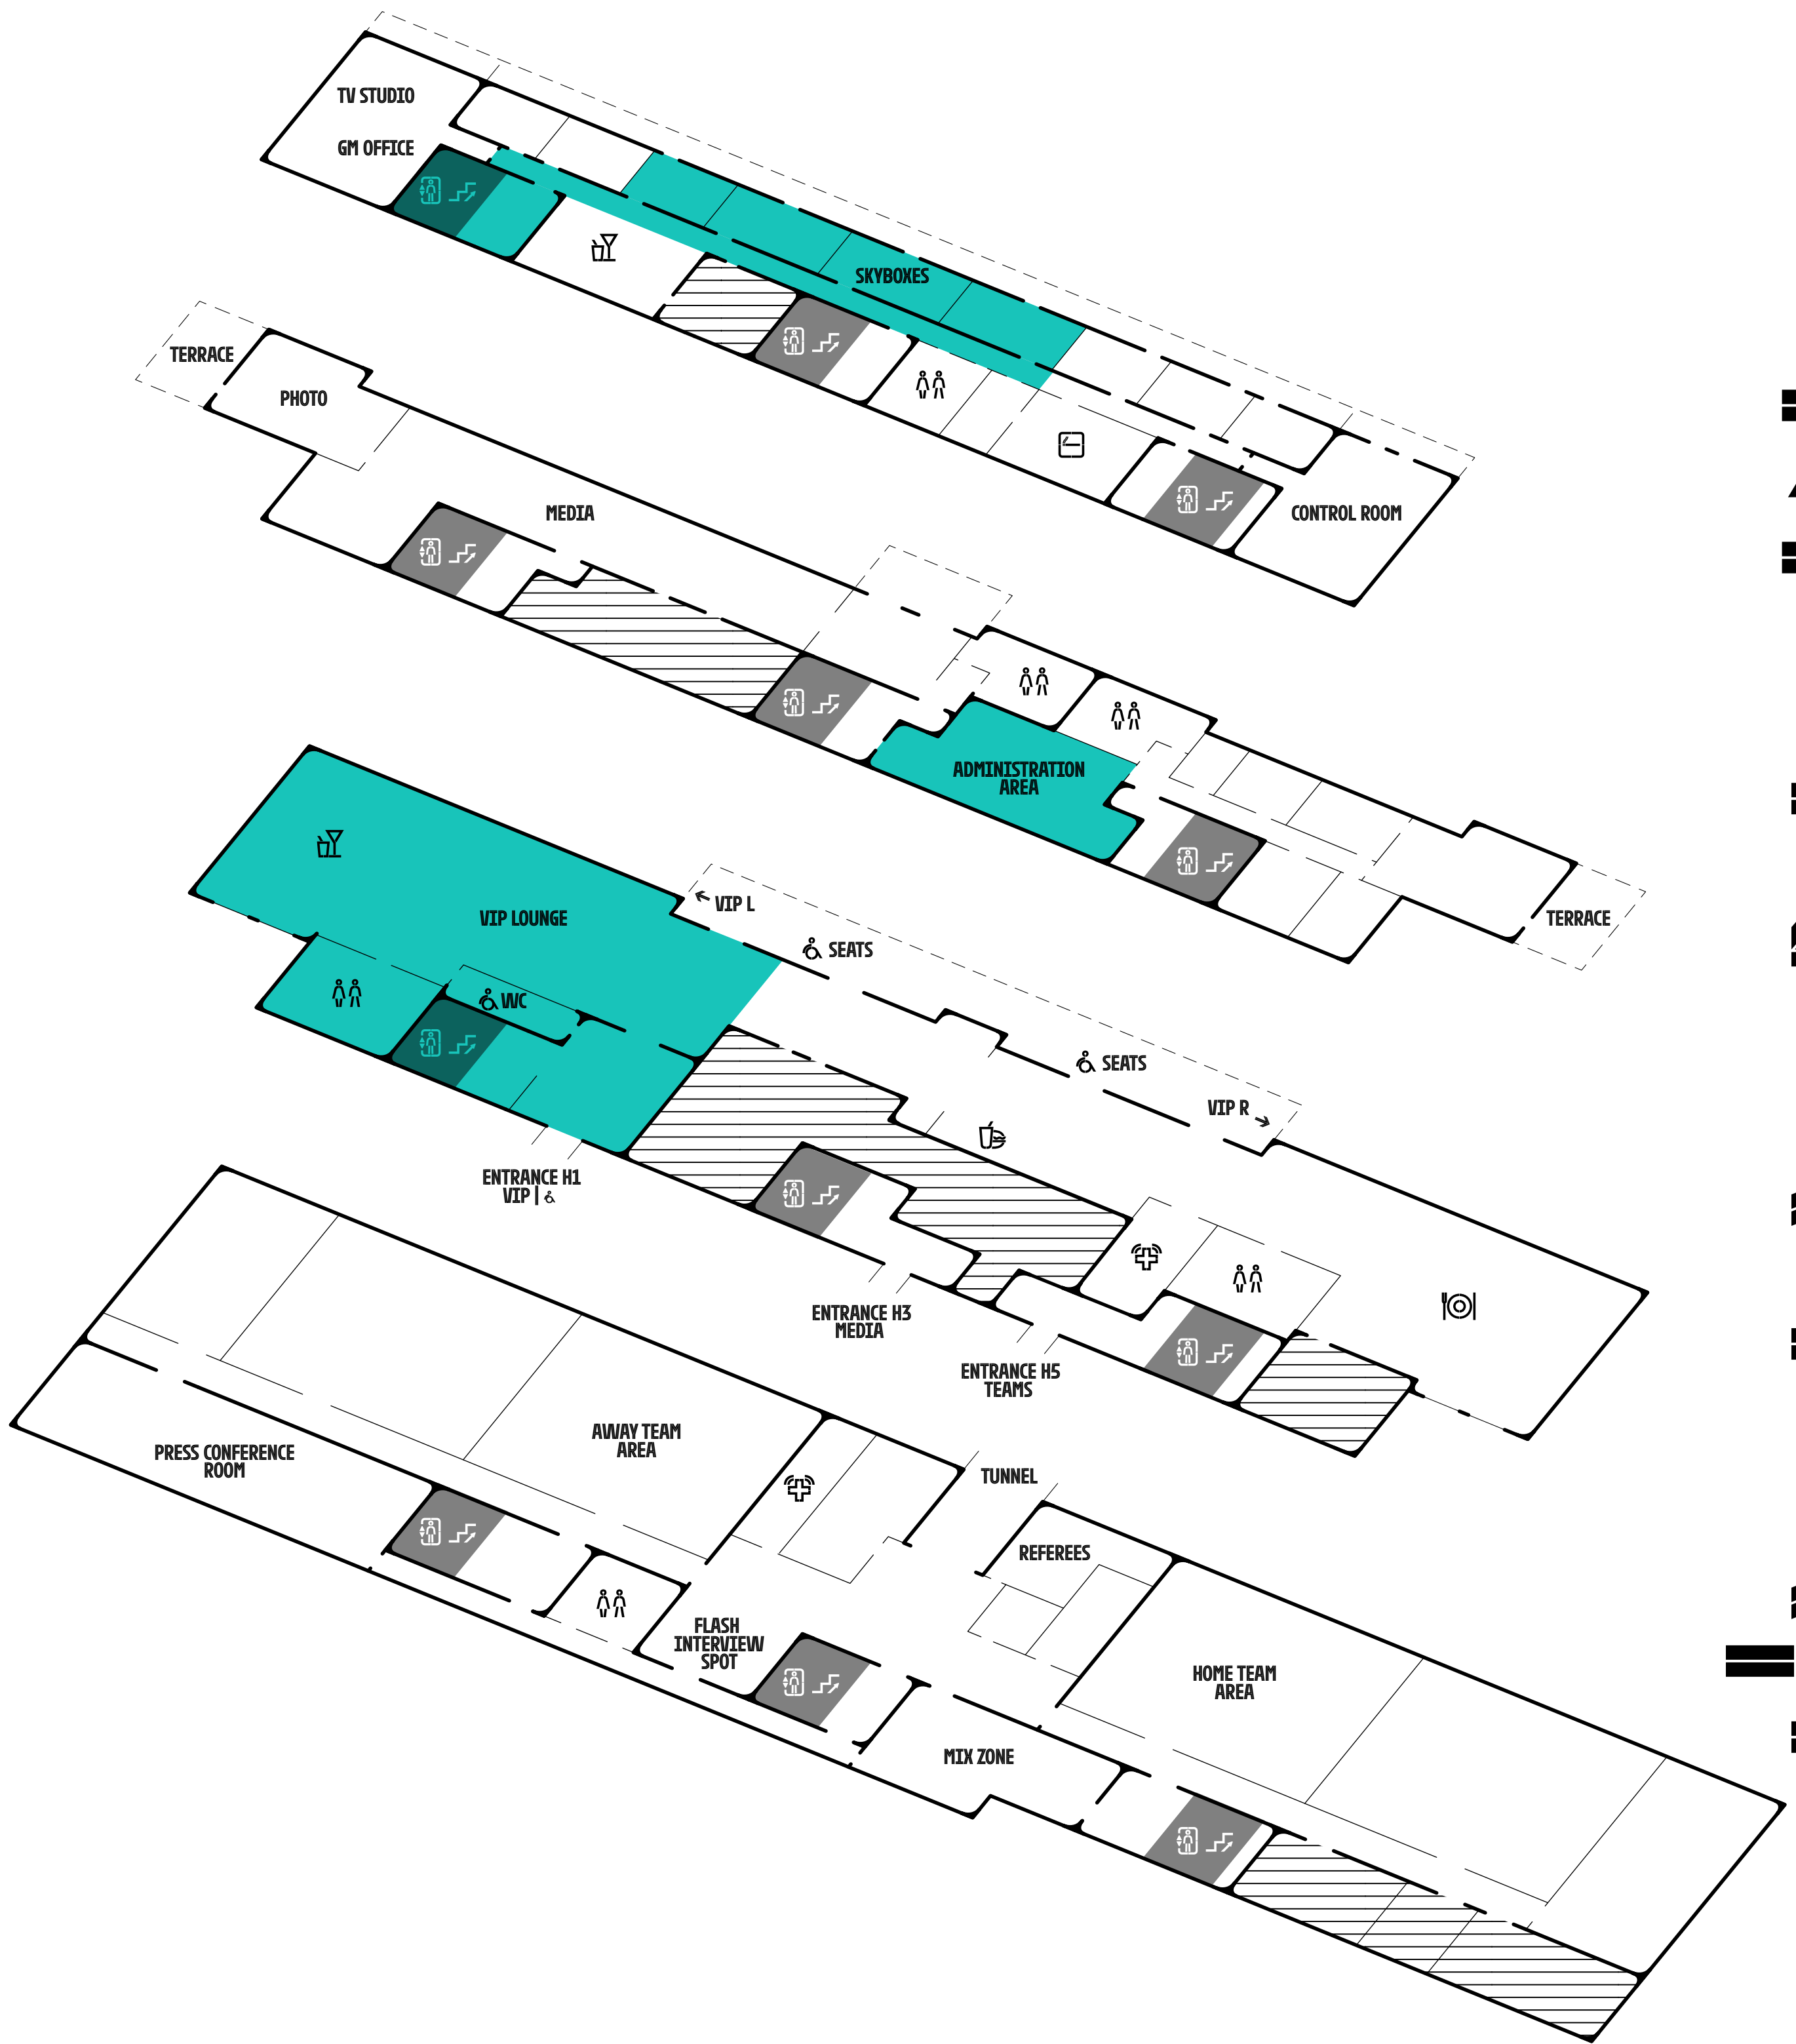 TV STUDIO
GM OFFICE
SKYBOXES
CONTROL ROOM
TERRACE
PHOTO
MEDIA
ADMINISTRATION
AREA
TERRACE
VIP LOUNGE
WC
VIP L
SEATS
SEATS
VIP R
ENTRANCE H1
VIP |
ENTRANCE H3
MEDIA
ENTRANCE H5
TEAMS
PRESS CONFERENCE
ROOM
AWAY TEAM
AREA
TUNNEL
REFEREES
FLASH
INTERVIEW
SPOT
HOME TEAM
AREA
MIX ZONE